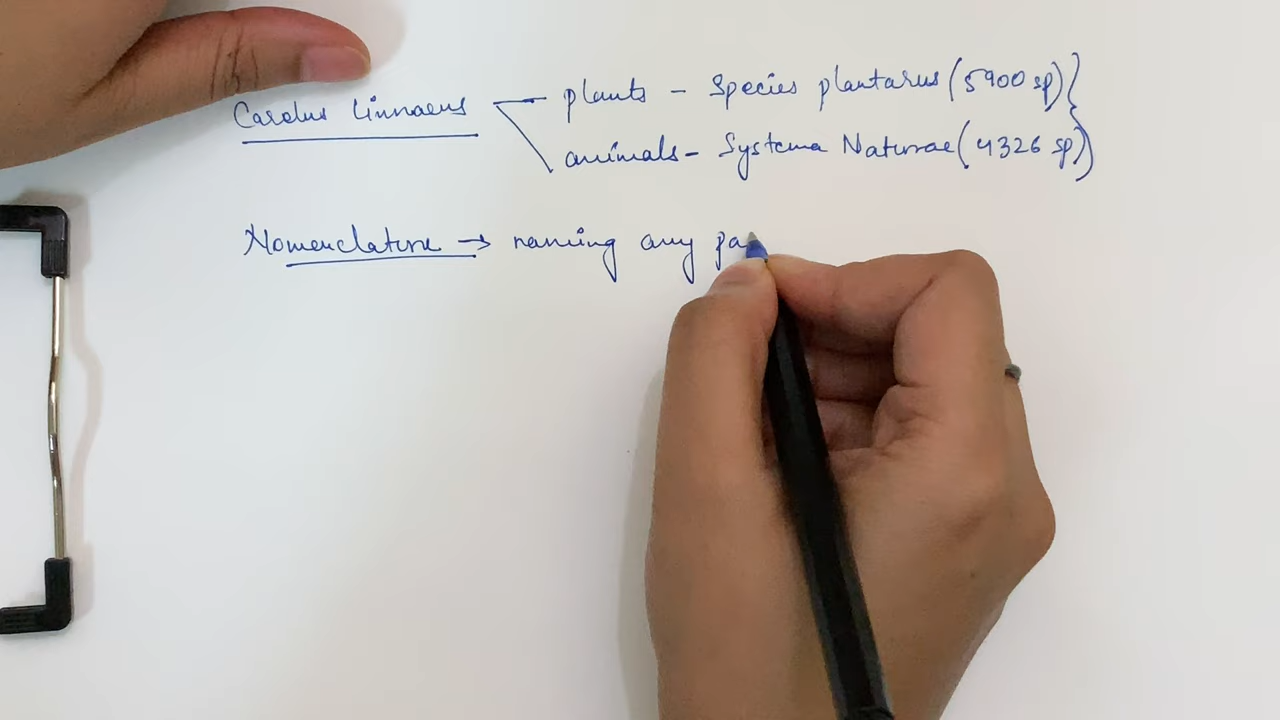 Carolus Linnaeus
plants - Species plantarus (5900 sp)
animals - Systema Naturae (4326 sp)
Nomenclature → naming any pa